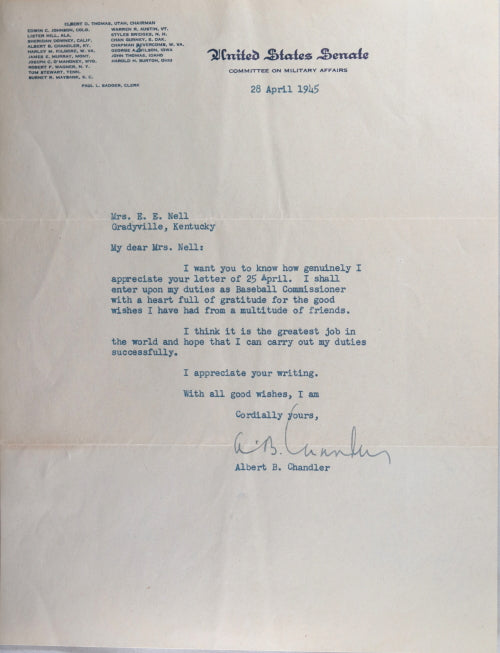 ELBERT D. THOMAS, UTAH, CHAIRMAN
EDWIN C. JOHNSON, COLO.
LISTER HILL, ALA.
SHERIDAN DOWNEY, CALIF.
ALBERT B. CHANDLER, KY.
HARLEY M. KILGORE, W. VA.
JAMES E. MURRAY, MONT.
JOSEPH C. O'MAHONEY, WYO.
ROBERT F. WAGNER, N. Y.
TOM STEWART, TENN.
BURNET R. MAYBANK, S. C.
WARREN R. AUSTIN, VT.
STYLES BRIDGES, N. H.
CHAN GURNEY, S. DAK.
CHAPMAN REVERCOMB, W. VA.
GEORGE A. WILSON, IOWA
JOHN THOMAS, IDAHO
HAROLD H. BURTON, OHIO
PAUL L. BADGER, CLERK
United States Senate
COMMITTEE ON MILITARY AFFAIRS
28 April 1945
Mrs. E. E. Nell
Gradyville, Kentucky
My dear Mrs. Nell:
I want you to know how genuinely I
appreciate your letter of 25 April. I shall
enter upon my duties as Baseball Commissioner
with a heart full of gratitude for the good
wishes I have had from a multitude of friends.
I think it is the greatest job in
the world and hope that I can carry out my duties
successfully.
I appreciate your writing.
With all good wishes, I am
Cordially yours,
A. B. Chandler
Albert B. Chandler